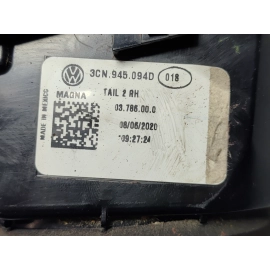 3CN.945.094D 018
MAGNA TAIL 2 RH
03.786.00.0
06/06/2020
09:27:24
MADE IN MEXICO